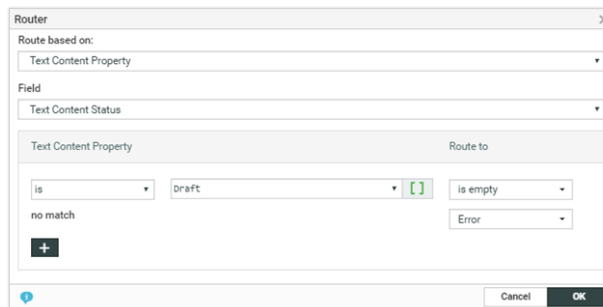 Router
Route based on:
Text Content Property
Field
Text Content Status
Text Content Property Route to
is Draft [ ] is empty
no match Error
+
Cancel OK